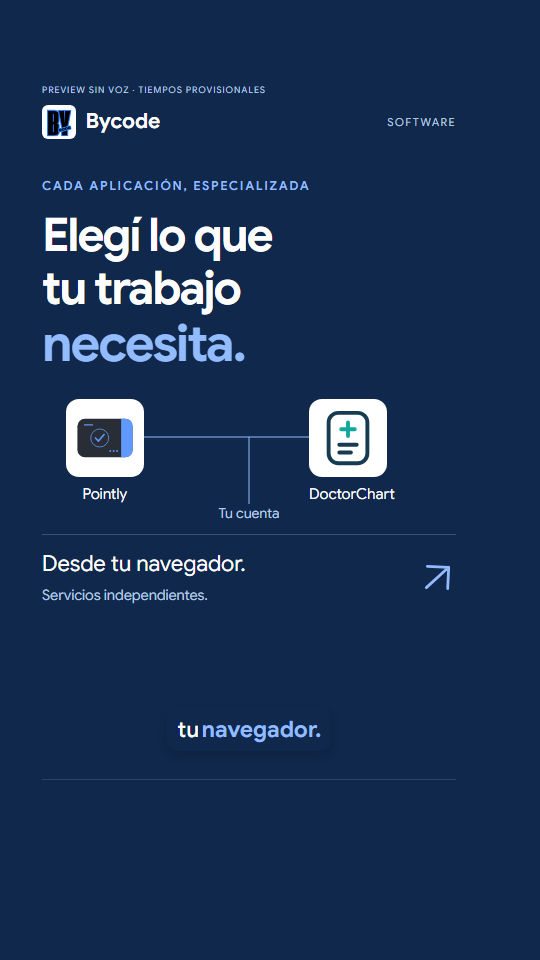 PREVIEW SIN VOZ · TIEMPOS PROVISIONALES
BY
Bycode
SOFTWARE
CADA APLICACIÓN, ESPECIALIZADA
Elegí lo que
tu trabajo
necesita.
Pointly
DoctorChart
Tu cuenta
Desde tu navegador.
Servicios independientes.
tu navegador.